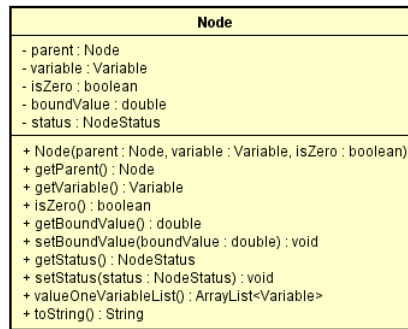 Node
- parent : Node
- variable : Variable
- isZero : boolean
- boundValue : double
- status : NodeStatus
+ Node(parent : Node, variable : Variable, isZero : boolean)
+ getParent() : Node
+ getVariable() : Variable
+ isZero() : boolean
+ getBoundValue() : double
+ setBoundValue(boundValue : double) : void
+ getStatus() : NodeStatus
+ setStatus(status : NodeStatus) : void
+ valueOneVariableList() : ArrayList<Variable>
+ toString() : String